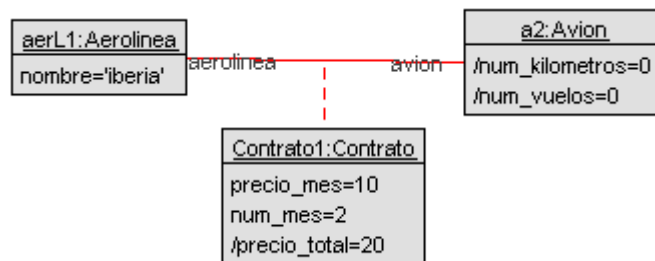 aerL1:Aerolinea
nombre='iberia'
aerolinea
avion
a2:Avion
/num_kilometros=0
/num_vuelos=0
Contrato1:Contrato
precio_mes=10
num_mes=2
/precio_total=20